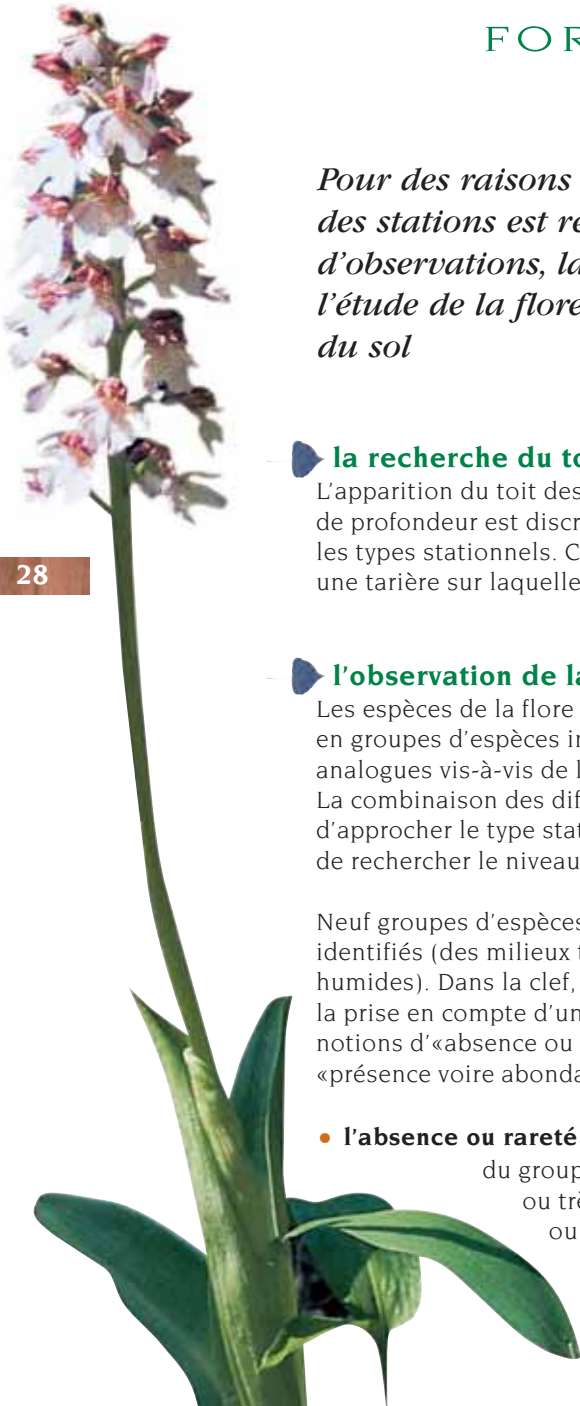 FOR
Pour des raisons
des stations est re
d'observations, la
l'étude de la flore
du sol
la recherche du to
L'apparition du toit des
de profondeur est discr
les types stationnels. C
une tarière sur laquelle
28
l'observation de la
Les espèces de la flore
en groupes d'espèces in
analogues vis-à-vis de l
La combinaison des dif
d'approcher le type stat
de rechercher le niveau
Neuf groupes d'espèces
identifiés (des milieux t
humides). Dans la clef,
la prise en compte d'un
notions d'«absence ou
«présence voire abonda
• l'absence ou rareté
du group
ou trè
ou